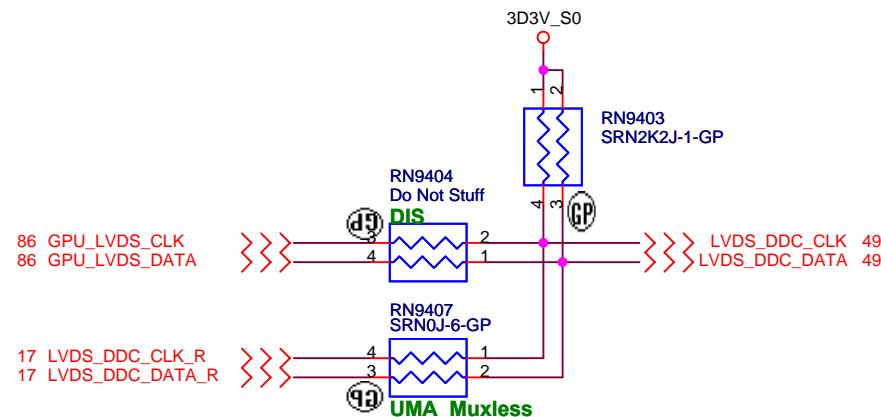 3D3V_S0
1 2
RN9403
SRN2K2J-1-GP
4 3
GP
RN9404
Do Not Stuff
GP
DIS
86 GPU_LVDS_CLK 3 2 LVDS_DDC_CLK 49
86 GPU_LVDS_DATA 4 1 LVDS_DDC_DATA 49
RN9407
SRN0J-6-GP
17 LVDS_DDC_CLK_R 4 1
17 LVDS_DDC_DATA_R 3 2
GP
UMA_Muxless